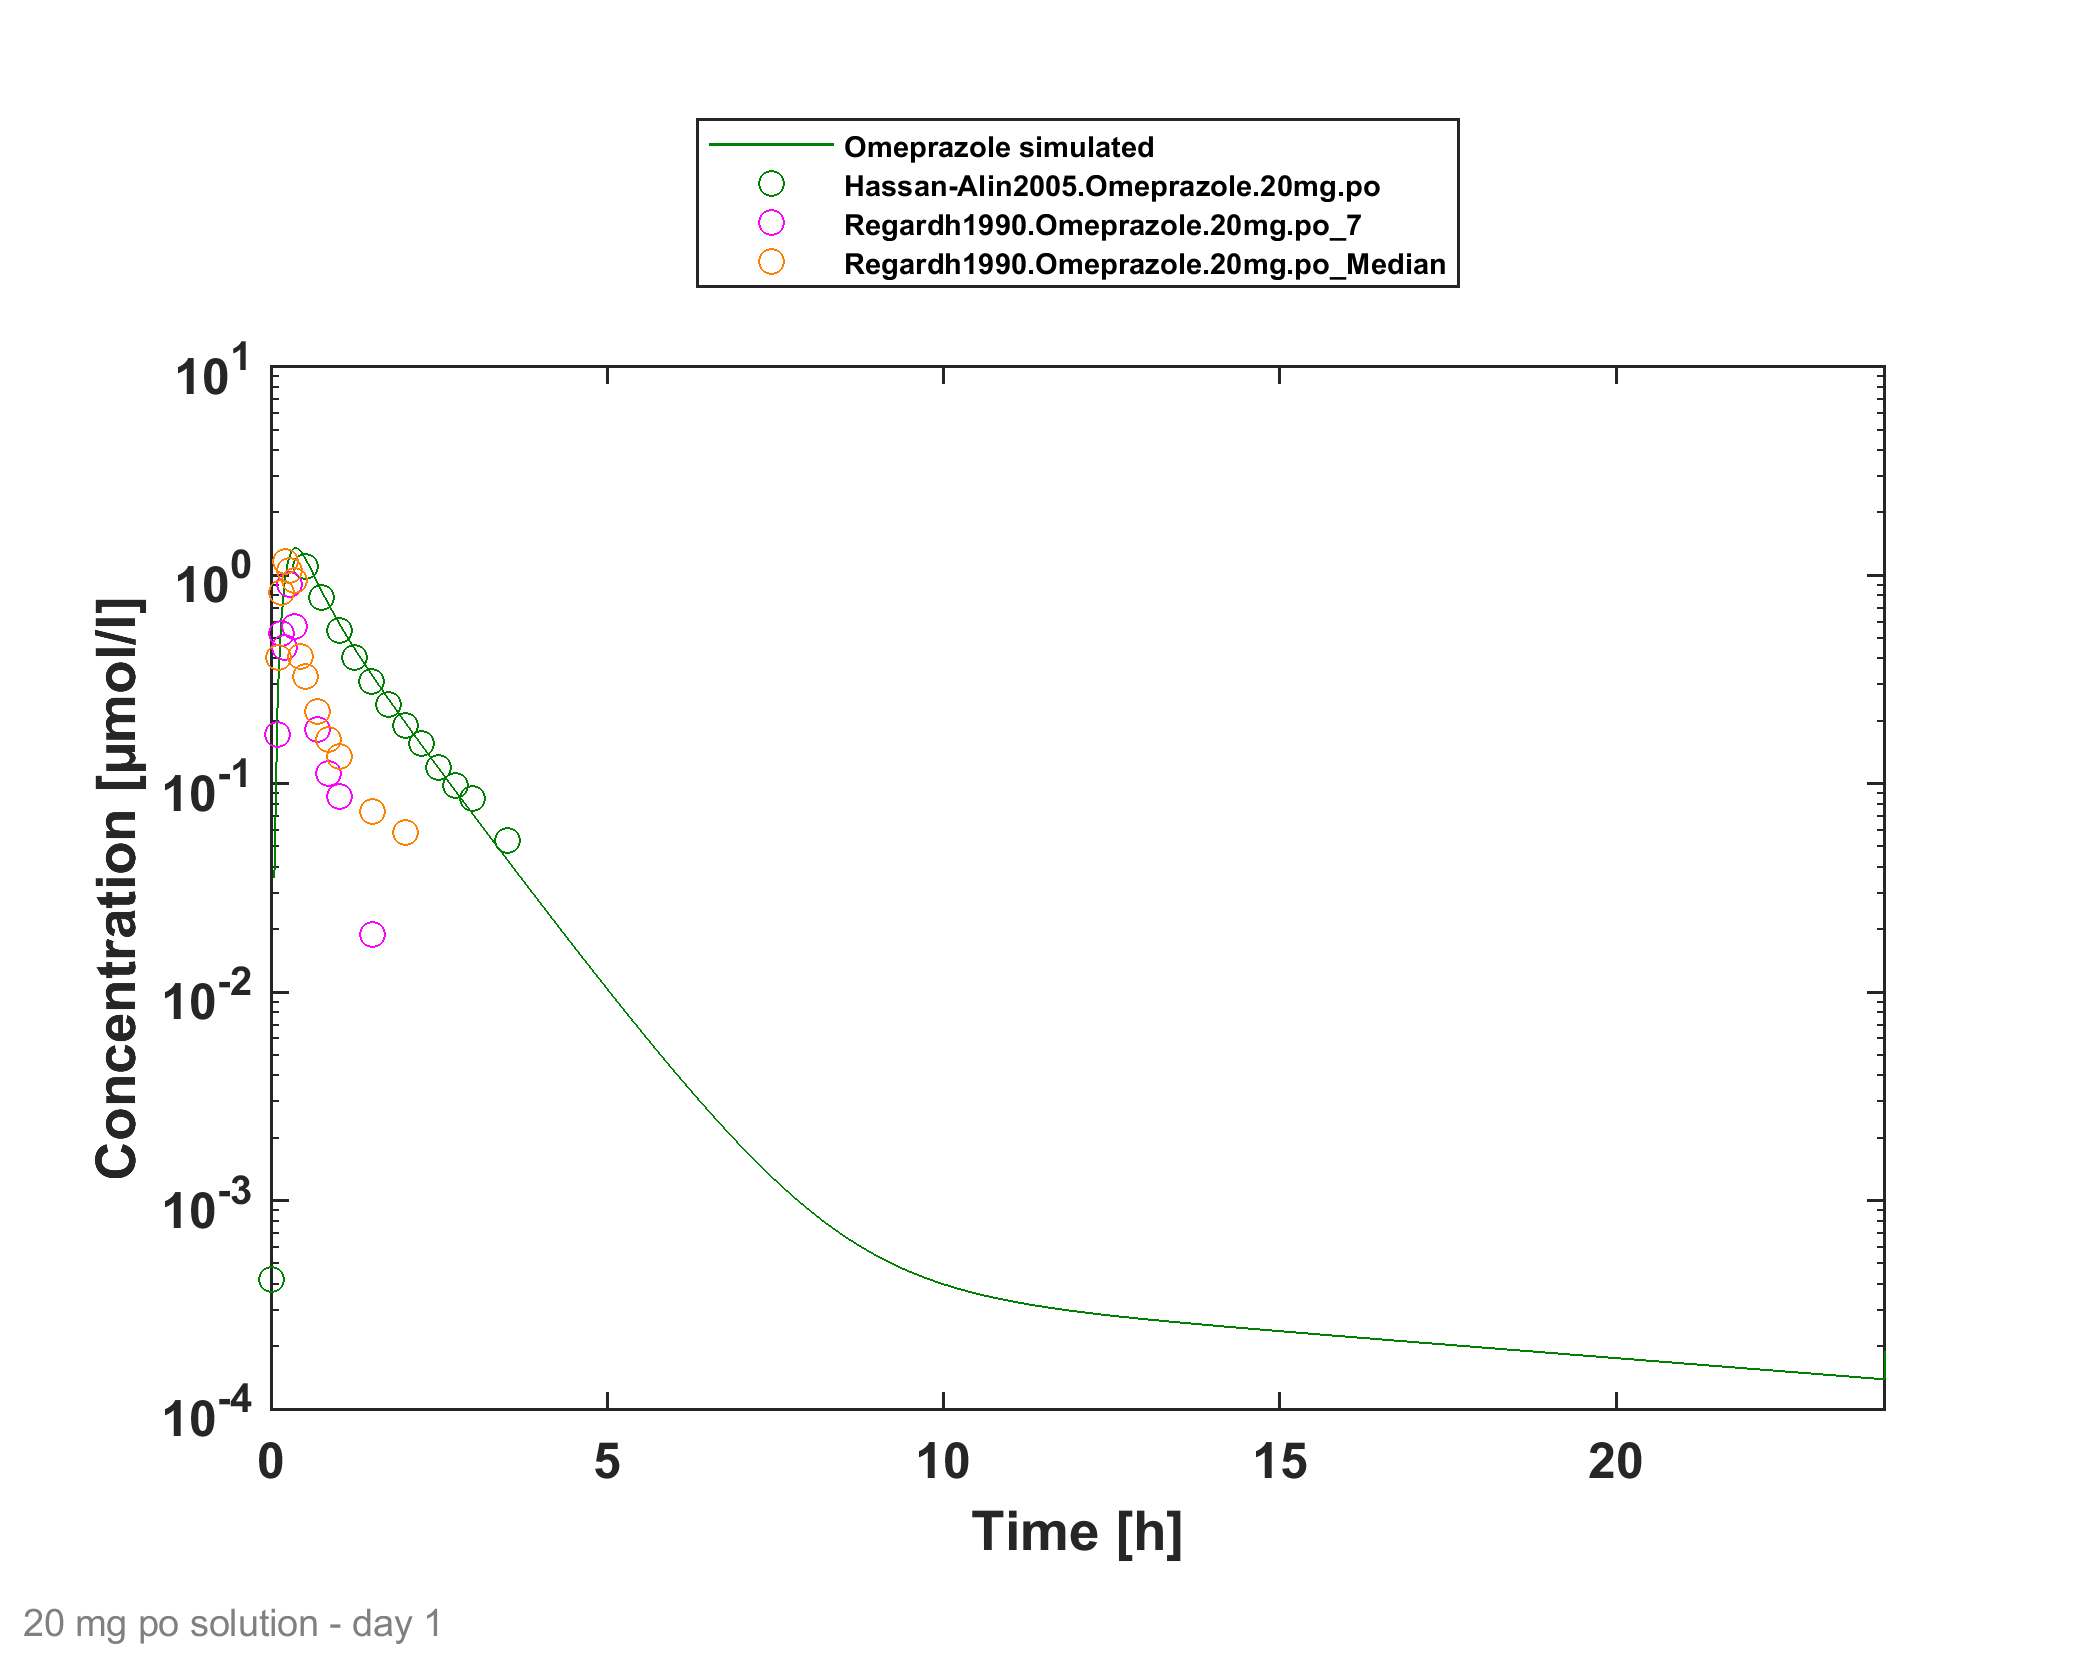 Omeprazole simulated
Hassan-Alin2005.Omeprazole.20mg.po
Regardh1990.Omeprazole.20mg.po_7
Regardh1990.Omeprazole.20mg.po_Median
10^1
10^0
10^-1
10^-2
10^-3
10^-4
Concentration [µmol/l]
0 5 10 15 20
Time [h]
20 mg po solution - day 1